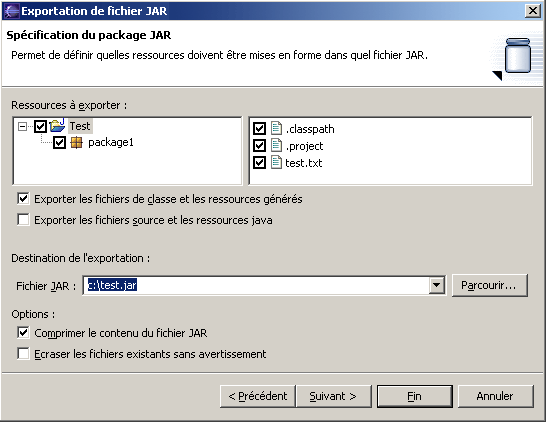 Exportation de fichier JAR
Spécification du package JAR
Permet de définir quelles ressources doivent être mises en forme dans quel fichier JAR.
Ressources à exporter :
Test
package1
.classpath
.project
test.txt
Exporter les fichiers de classe et les ressources générés
Exporter les fichiers source et les ressources java
Destination de l'exportation :
Fichier JAR : c:\test.jar Parcourir...
Options :
Comprimer le contenu du fichier JAR
Ecraser les fichiers existants sans avertissement
< Précédent Suivant > Fin Annuler